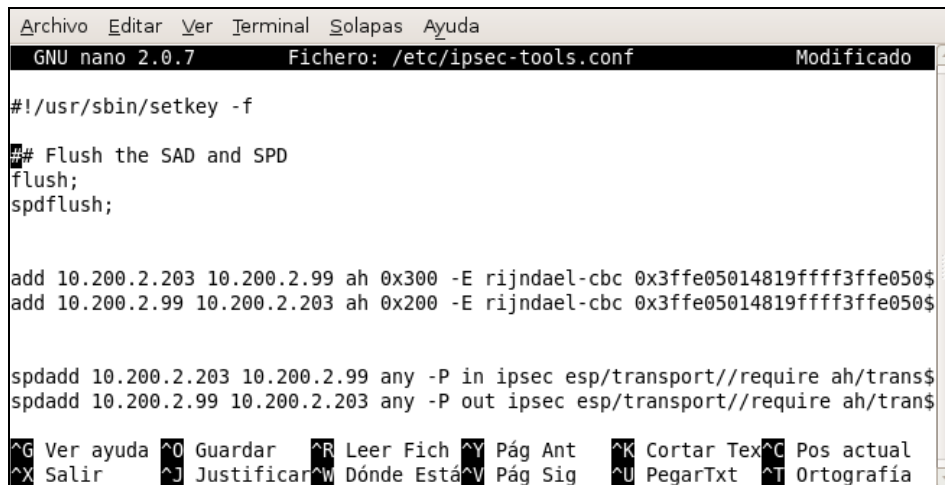 Archivo Editar Ver Terminal Solapas Ayuda
GNU nano 2.0.7 Fichero: /etc/ipsec-tools.conf Modificado
#!/usr/sbin/setkey -f
## Flush the SAD and SPD
flush;
spdflush;
add 10.200.2.203 10.200.2.99 ah 0x300 -E rijndael-cbc 0x3ffe05014819ffff3ffe050$
add 10.200.2.99 10.200.2.203 ah 0x200 -E rijndael-cbc 0x3ffe05014819ffff3ffe050$
spdadd 10.200.2.203 10.200.2.99 any -P in ipsec esp/transport//require ah/trans$
spdadd 10.200.2.99 10.200.2.203 any -P out ipsec esp/transport//require ah/tran$
^G Ver ayuda ^O Guardar ^R Leer Fich ^Y Pág Ant ^K Cortar Tex^C Pos actual
^X Salir ^J Justificar^W Dónde Está^V Pág Sig ^U PegarTxt ^T Ortografía